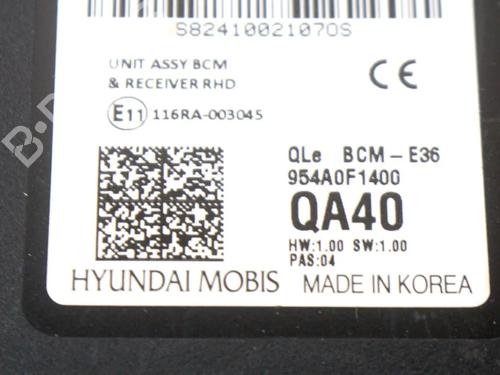 S82410021070S
UNIT ASSY BCM
& RECEIVER RHD
CE
E11 116RA-003045
QLe BCM-E36
954A0F1400
QA40
HW:1.00 SW:1.00
PAS:04
HYUNDAI MOBIS MADE IN KOREA